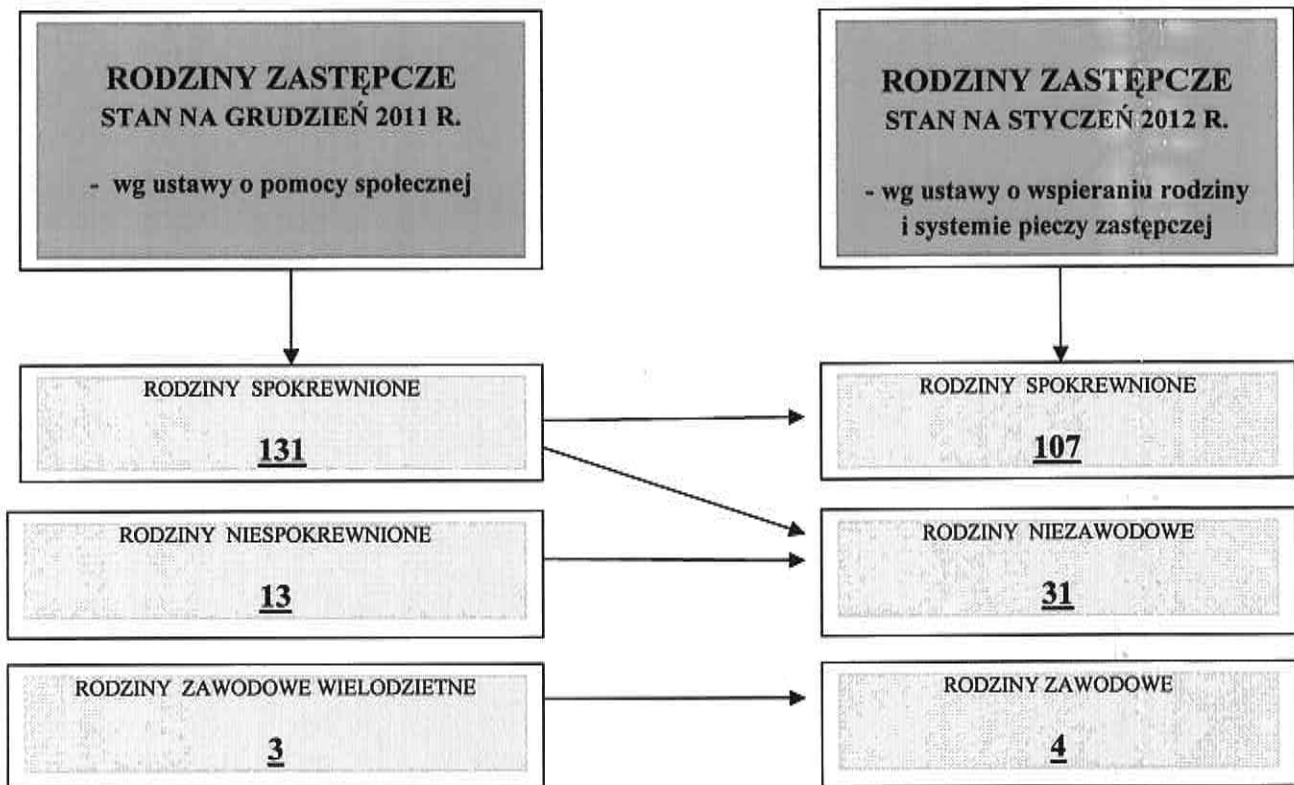 RODZINY ZASTĘPCZE
STAN NA GRUDZIEŃ 2011 R.
- wg ustawy o pomocy społecznej
RODZINY ZASTĘPCZE
STAN NA STYCZEŃ 2012 R.
- wg ustawy o wspieraniu rodziny
i systemie pieczy zastępczej
RODZINY SPOKREWNIONE
131
RODZINY SPOKREWNIONE
107
RODZINY NIESPOKREWNIONE
13
RODZINY NIEZAWODOWE
31
RODZINY ZAWODOWE WIELODZIETNE
3
RODZINY ZAWODOWE
4